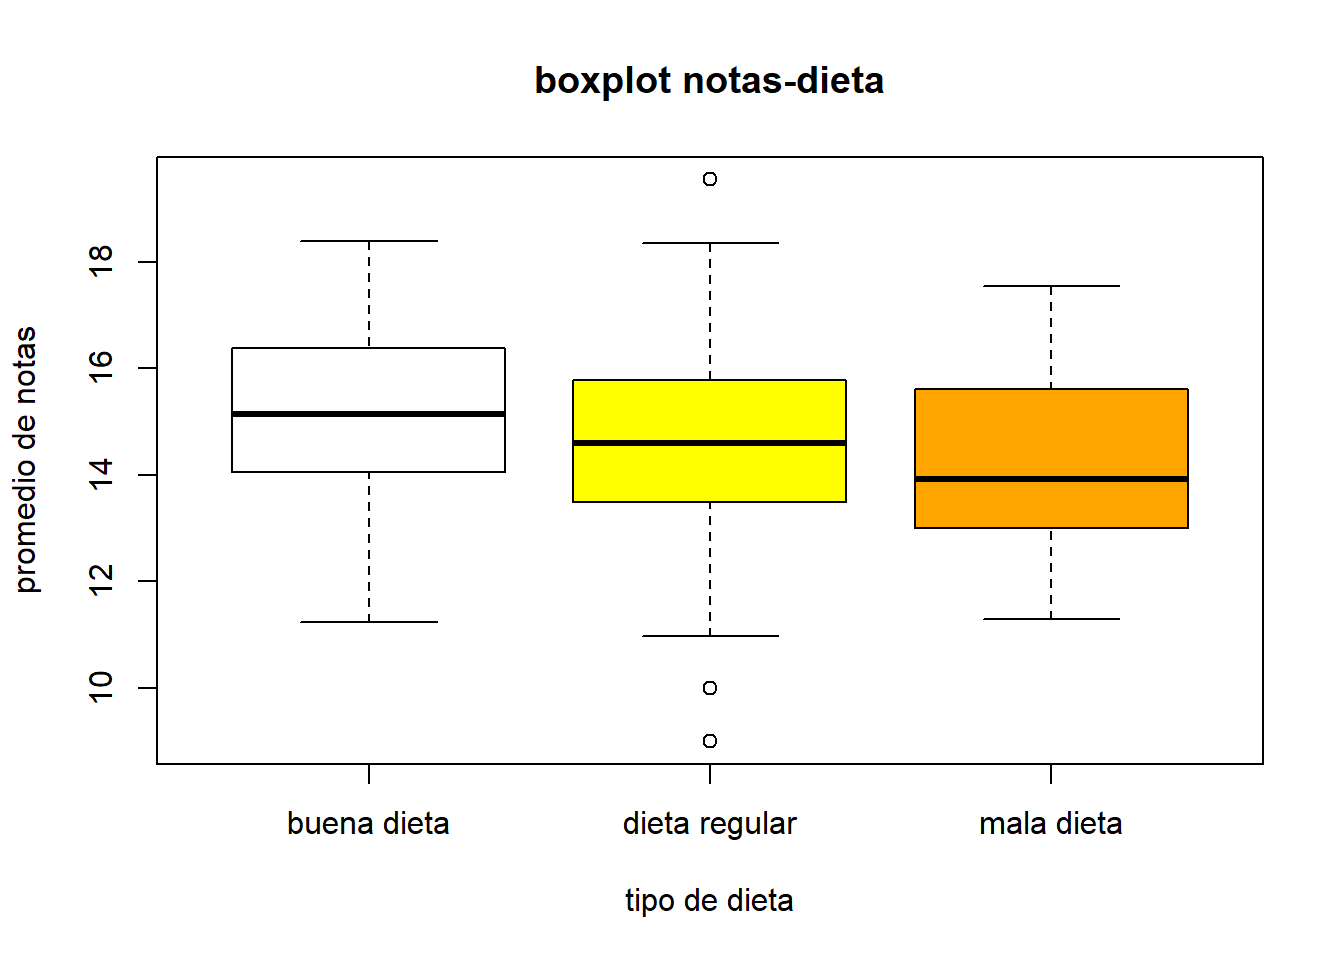 boxplot notas-dieta
promedio de notas
18
16
14
12
10
buena dieta dieta regular mala dieta
tipo de dieta